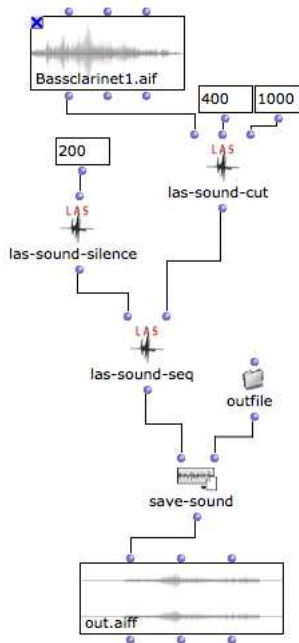 Bassclarinet1.aif
400
1000
200
LAS
las-sound-cut
LAS
las-sound-silence
LAS
las-sound-seq
outfile
save-sound
out.aiff